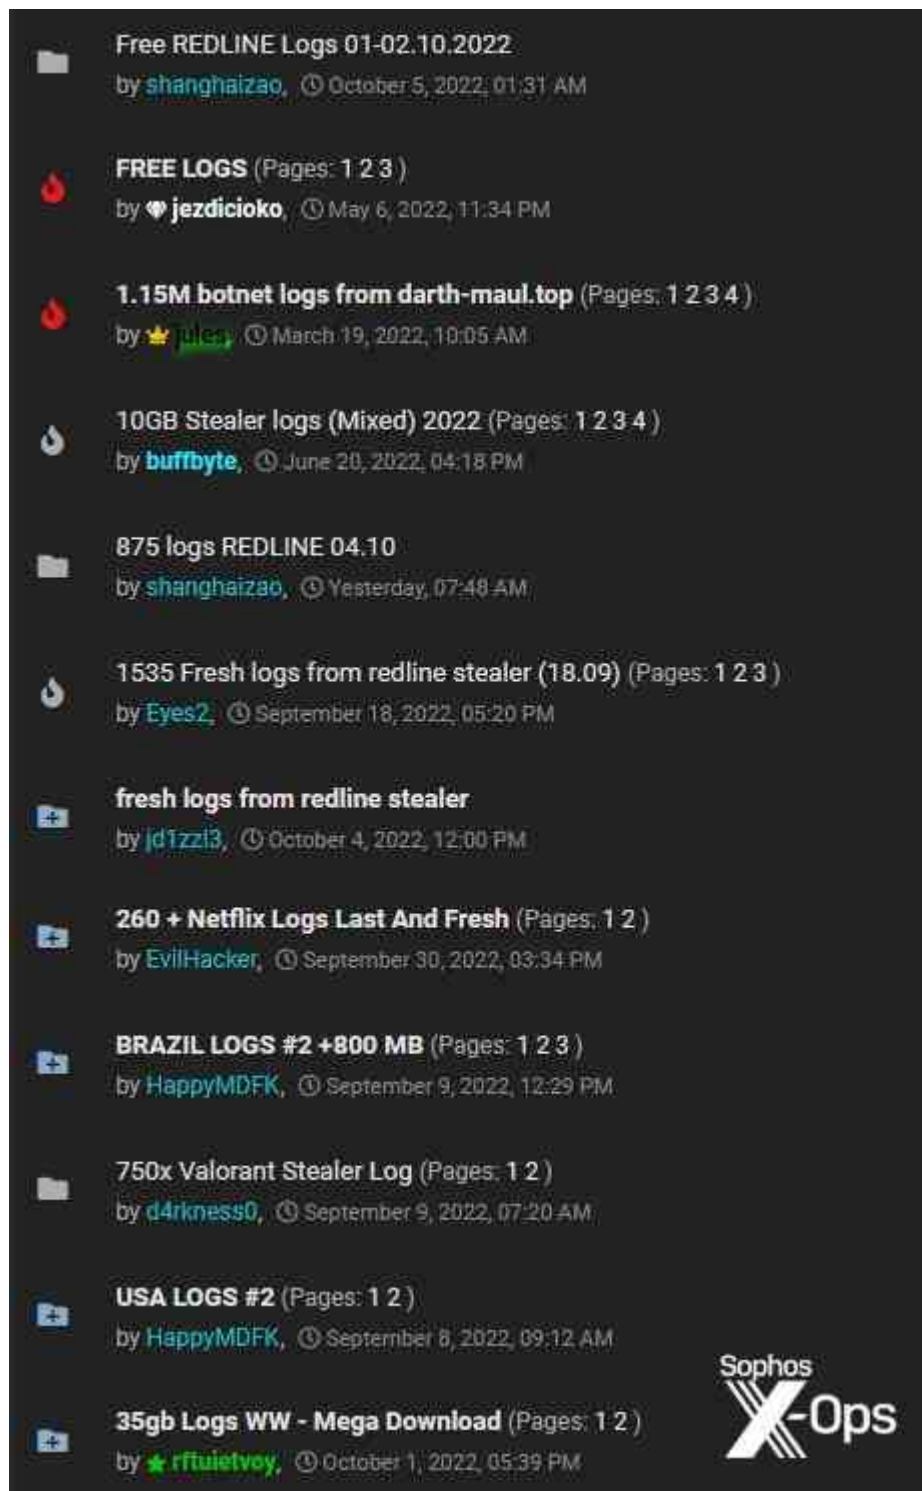 Free REDLINE Logs 01-02.10.2022
by shanghaizao, October 5, 2022, 01:31 AM
FREE LOGS (Pages: 1 2 3 )
by jezdicioko, May 6, 2022, 11:34 PM
1.15M botnet logs from darth-maul.top (Pages: 1 2 3 4 )
by jules, March 19, 2022, 10:05 AM
10GB Stealer logs (Mixed) 2022 (Pages: 1 2 3 4 )
by buffbyte, June 20, 2022, 04:18 PM
875 logs REDLINE 04.10
by shanghaizao, Yesterday, 07:48 AM
1535 Fresh logs from redline stealer (18.09) (Pages: 1 2 3 )
by Eyes2, September 18, 2022, 05:20 PM
fresh logs from redline stealer
by jd1zzl3, October 4, 2022, 12:00 PM
260 + Netflix Logs Last And Fresh (Pages: 1 2 )
by EvilHacker, September 30, 2022, 03:34 PM
BRAZIL LOGS #2 +800 MB (Pages: 1 2 3 )
by HappyMDFK, September 9, 2022, 12:29 PM
750x Valorant Stealer Log (Pages: 1 2 )
by d4rkness0, September 9, 2022, 07:20 AM
USA LOGS #2 (Pages: 1 2 )
by HappyMDFK, September 8, 2022, 09:12 AM
35gb Logs WW - Mega Download (Pages: 1 2 )
by rftuietvoy, October 1, 2022, 05:39 PM
Sophos
X-Ops